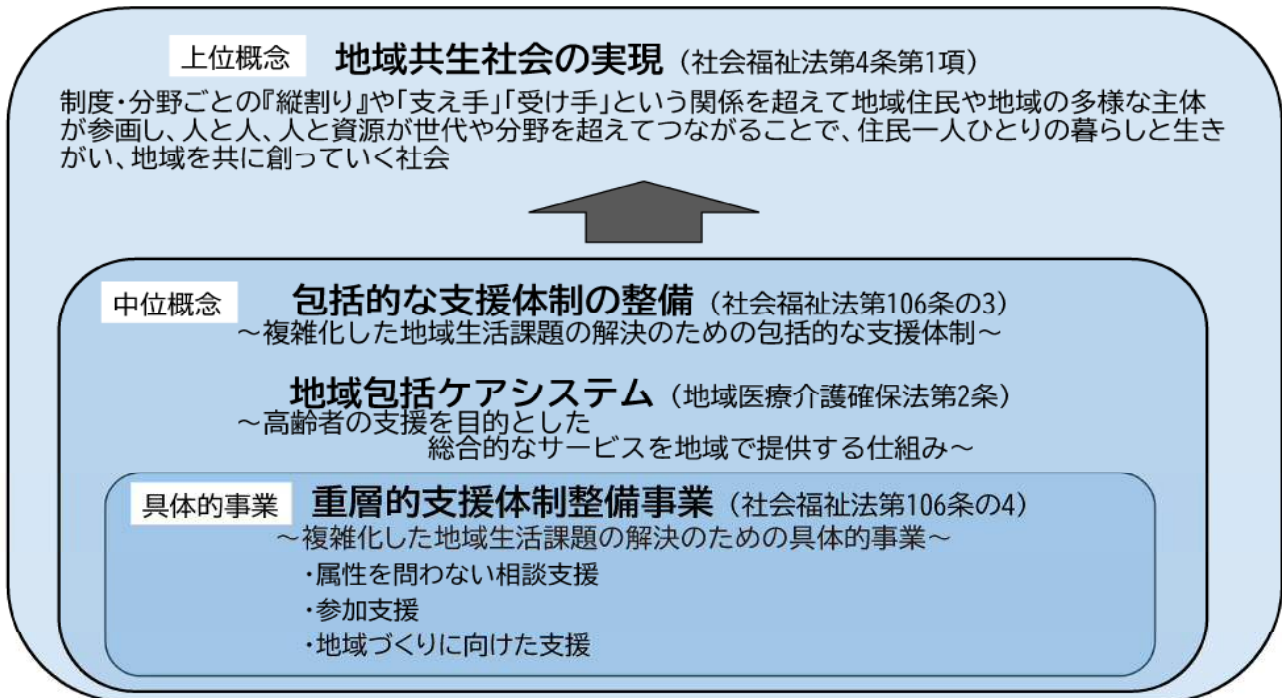 上位概念 地域共生社会の実現（社会福祉法第4条第1項）
制度・分野ごとの『縦割り』や「支え手」「受け手」という関係を超えて地域住民や地域の多様な主体
が参画し、人と人、人と資源が世代や分野を超えてつながることで、住民一人ひとりの暮らしと生き
がい、地域を共に創っていく社会
中位概念 包括的な支援体制の整備（社会福祉法第106条の3）
～複雑化した地域生活課題の解決のための包括的な支援体制～
地域包括ケアシステム（地域医療介護確保法第2条）
～高齢者の支援を目的とした
総合的なサービスを地域で提供する仕組み～
具体的事業 重層的支援体制整備事業（社会福祉法第106条の4）
～複雑化した地域生活課題の解決のための具体的事業～
・属性を問わない相談支援
・参加支援
・地域づくりに向けた支援